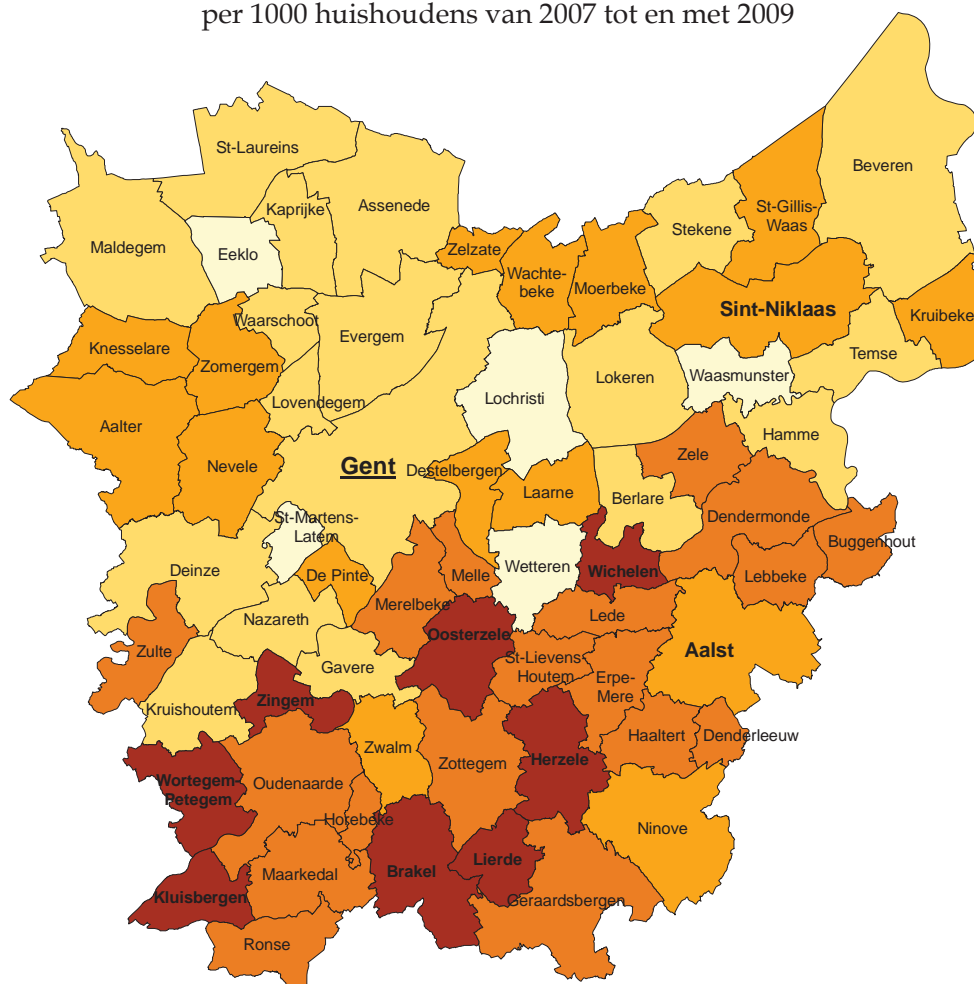 per 1000 huishoudens van 2007 tot en met 2009
St-Laureins
Beveren
Kaprijke
Assenede
St-Gillis-
Waas
Stekene
Maldegem
Eeklo
Zelzate
Wachte-
beke
Moerbeke
Sint-Niklaas
Kruibeke
Waarschoot
Evergem
Knesselare
Zomergem
Temse
Waasmunster
Lokeren
Lochristi
Lovendegem
Aalter
Hamme
Zele
Nevele
Gent
Destelbergen
Laarne
Berlare
St-Martens-
Latem
Dendermonde
Buggenhout
Deinze
De Pinte
Melle
Wetteren
Wichelen
Lebbeke
Merelbeke
Nazareth
Lede
Oosterzele
Zulte
Gavere
St-Lievens-
Houtem
Aalst
Erpe-
Mere
Kruishoutem
Zingem
Zwalm
Haaltert
Denderleeuw
Zottegem
Herzele
Wortegem-
Petegem
Oudenaarde
Horebeke
Ninove
Lierde
Brakel
Maarkedal
Kluisbergen
Geraardsbergen
Ronse